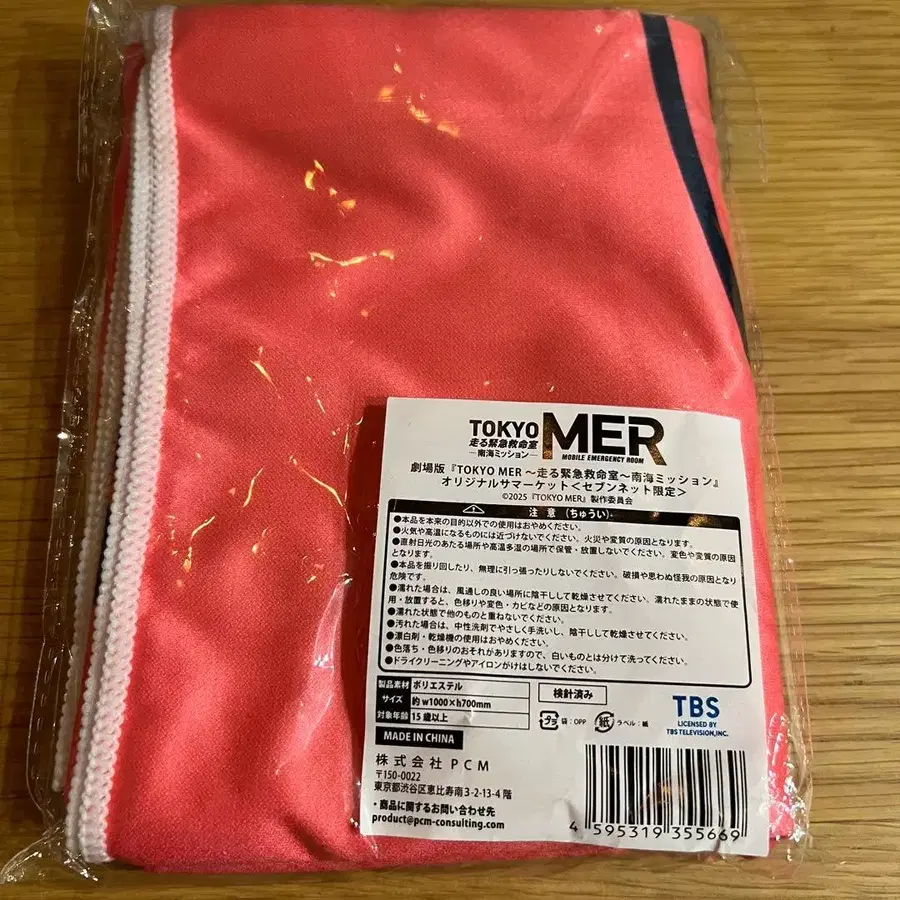 TOKYO MER
走る緊急救命室
―南海ミッション―
MOBILE EMERGENCY ROOM
劇場版『TOKYO MER ～走る緊急救命室～南海ミッション』
オリジナルサマーケット＜セブンネット限定＞
©2025『TOKYO MER』製作委員会
注 意（ちゅうい）
●本品を本来の目的以外での使用はおやめください。
●火気や高温になるものには近づけないでください。火災や変質の原因となります。
●直射日光のあたる場所や高温多湿の場所で保管・放置しないでください。変色や変質の原因
となります。
●本品を振り回したり、無理に引っ張ったりしないでください。破損や思わぬ怪我の原因となり
危険です。
●濡れた場合は、風通しの良い場所に陰干しして乾燥させてください。濡れたままの状態で使
用・放置すると、色移りや変色・カビなどの原因となります。
●濡れた状態で他のものと重ねないでください。
●汚れた場合は、中性洗剤でやさしく手洗いし、陰干しして乾燥させてください。
●漂白剤・乾燥機の使用はおやめください。
●色落ち・色移りのおそれがありますので、白いものとは分けて洗ってください。
●ドライクリーニングやアイロンがけはしないでください。
製品素材 ポリエステル
サイズ 約 w1000×h700mm
対象年齢 15 歳以上
検針済み
プラ 袋：OPP 紙 ラベル：紙
TBS
LICENSED BY
TBS TELEVISION,INC.
MADE IN CHINA
株式会社 PCM
〒150-0022
東京都渋谷区恵比寿南3-2-13-4 階
・商品に関するお問い合わせ先
product@pcm-consulting.com
4 595319 355669